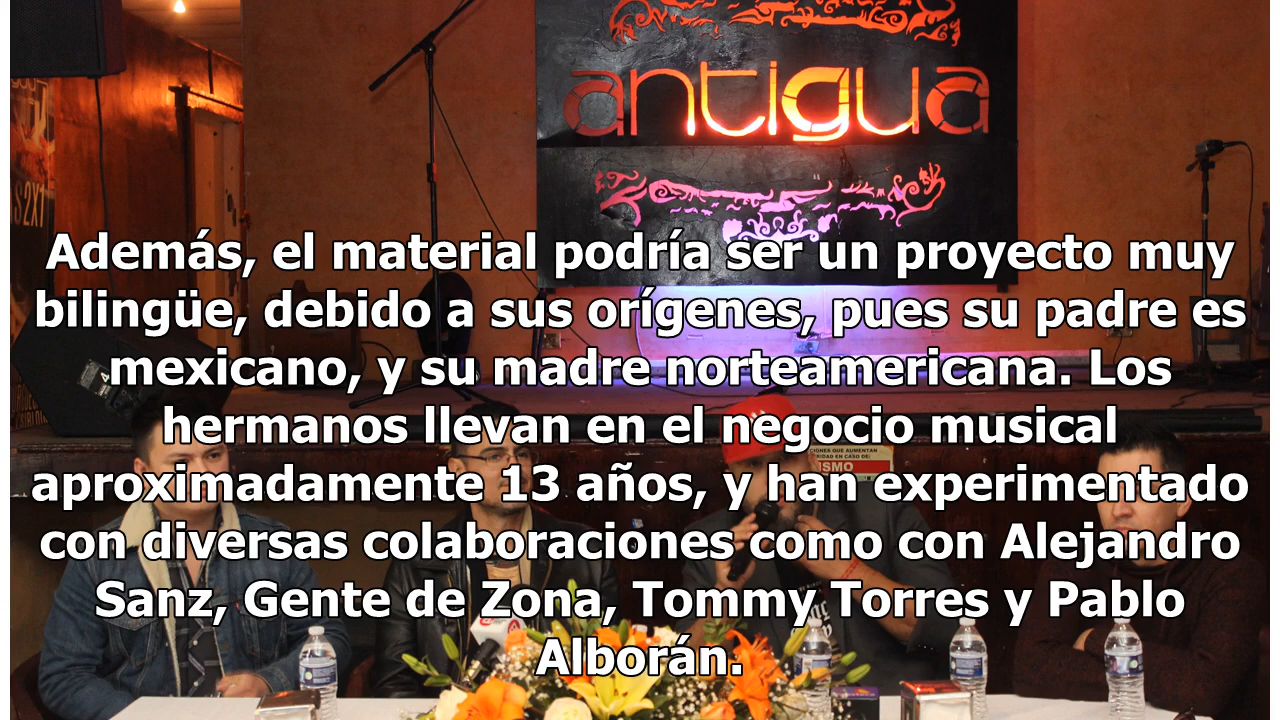 antigua
S 2X1
Además, el material podría ser un proyecto muy
bilingüe, debido a sus orígenes, pues su padre es
mexicano, y su madre norteamericana. Los
hermanos llevan en el negocio musical
aproximadamente 13 años, y han experimentado
con diversas colaboraciones como con Alejandro
Sanz, Gente de Zona, Tommy Torres y Pablo
Alborán.